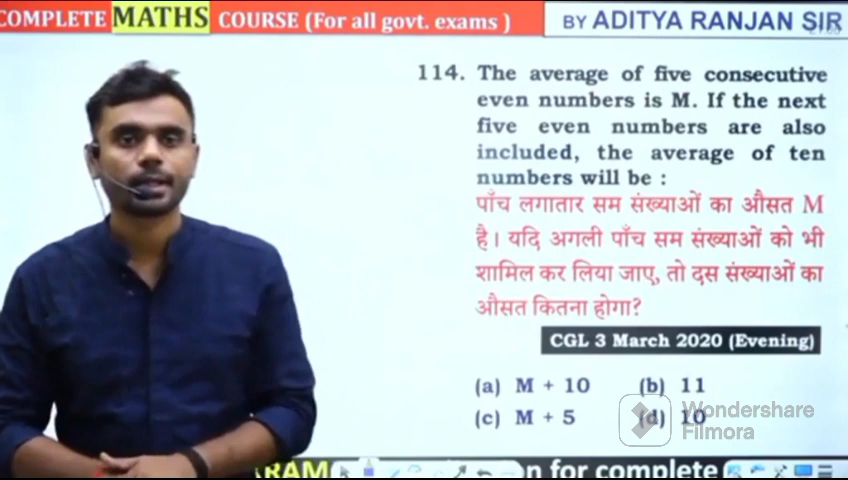 COMPLETE MATHS COURSE (For all govt. exams )
BY ADITYA RANJAN SIR
114. The average of five consecutive
even numbers is M. If the next
five even numbers are also
included, the average of ten
numbers will be :
पाँच लगातार सम संख्याओं का औसत M
है। यदि अगली पाँच सम संख्याओं को भी
शामिल कर लिया जाए, तो दस संख्याओं का
औसत कितना होगा?
CGL 3 March 2020 (Evening)
(a) M + 10 (b) 11
(c) M + 5 (d) 10
Wondershare
Filmora
RAM n for complete